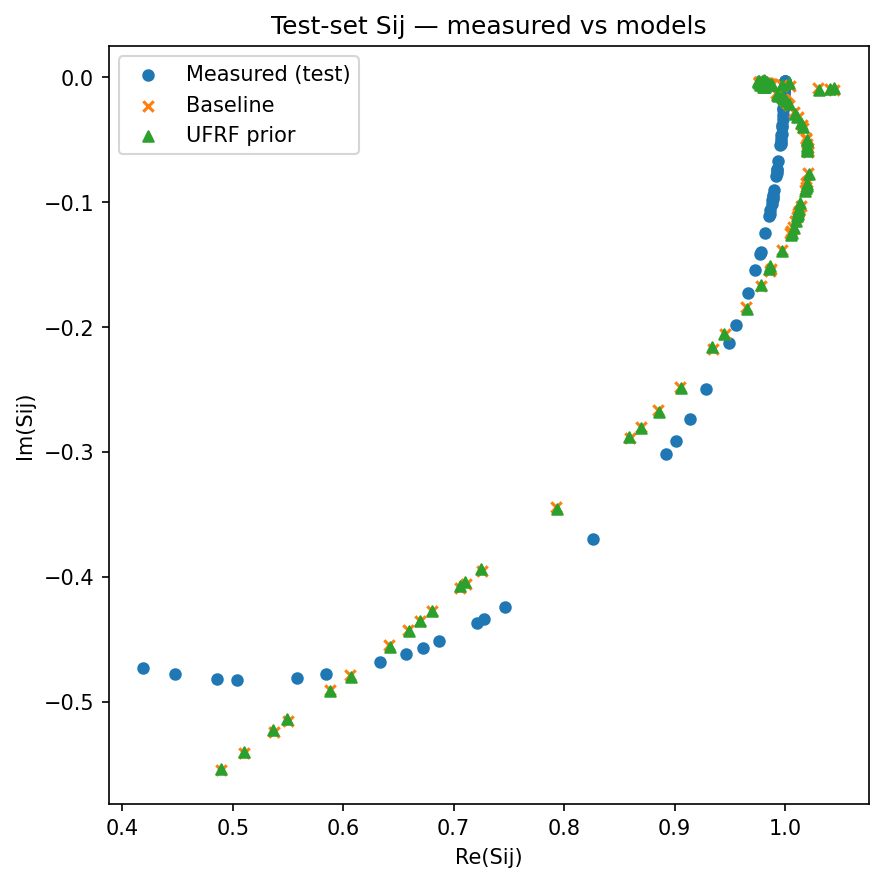 Test-set Sij — measured vs models
Measured (test)
Baseline
UFRF prior
0.0
−0.1
−0.2
−0.3
−0.4
−0.5
Im(Sij)
0.4 0.5 0.6 0.7 0.8 0.9 1.0
Re(Sij)